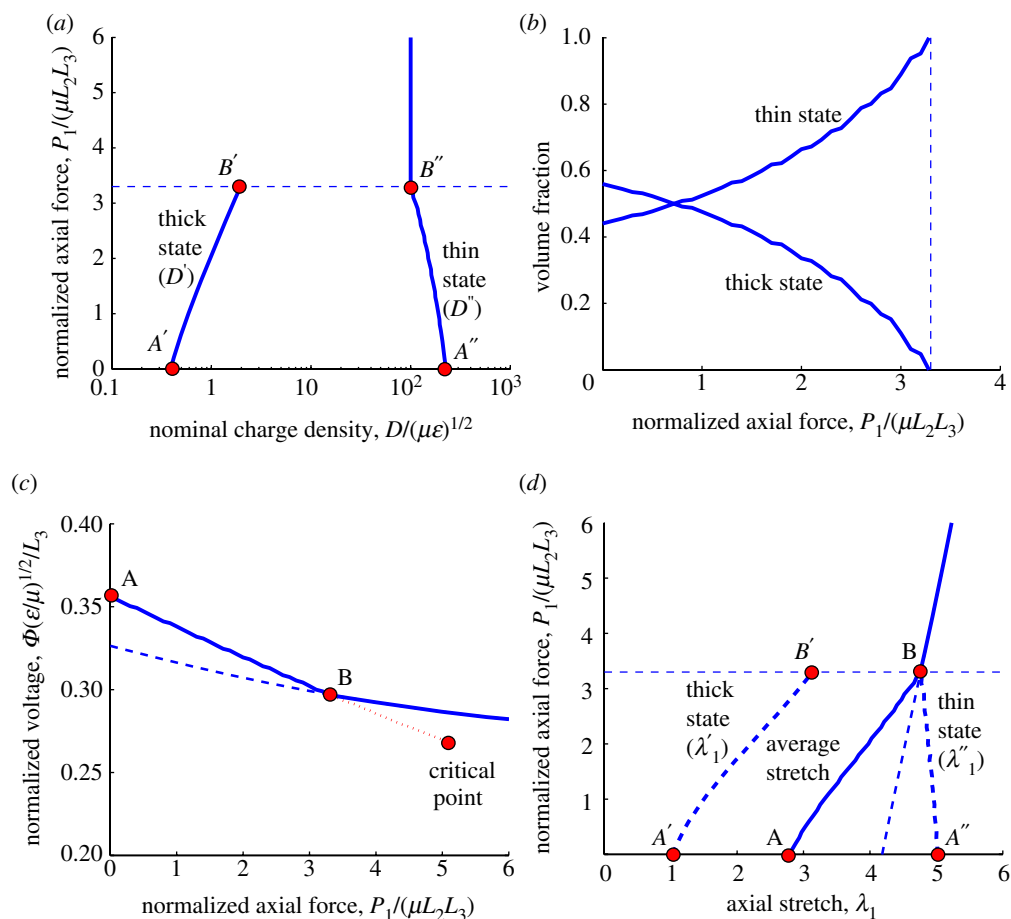 (a)
normalized axial force, P₁/(μL₂L₃)
6
5
4
3
2
1
0
B′
B″
thick
state
(D')
thin
state
(D")
A′
A″
0.1
1
10
10²
10³
nominal charge density, D/(με)^1/2
(b)
volume fraction
1.0
0.8
0.6
0.4
0.2
thin state
thick state
0
1
2
3
4
normalized axial force, P₁/(μL₂L₃)
(c)
normalized voltage, Φ(ε/μ)^1/2/L₃
0.40
0.35
0.30
0.25
0.20
A
B
critical
point
0
1
2
3
4
5
6
normalized axial force, P₁/(μL₂L₃)
(d)
normalized axial force, P₁/(μL₂L₃)
6
5
4
3
2
1
B′
B
thick
state
(λ′₁)
average
stretch
thin
state
(λ″₁)
A′
A
A″
0
1
2
3
4
5
6
axial stretch, λ₁